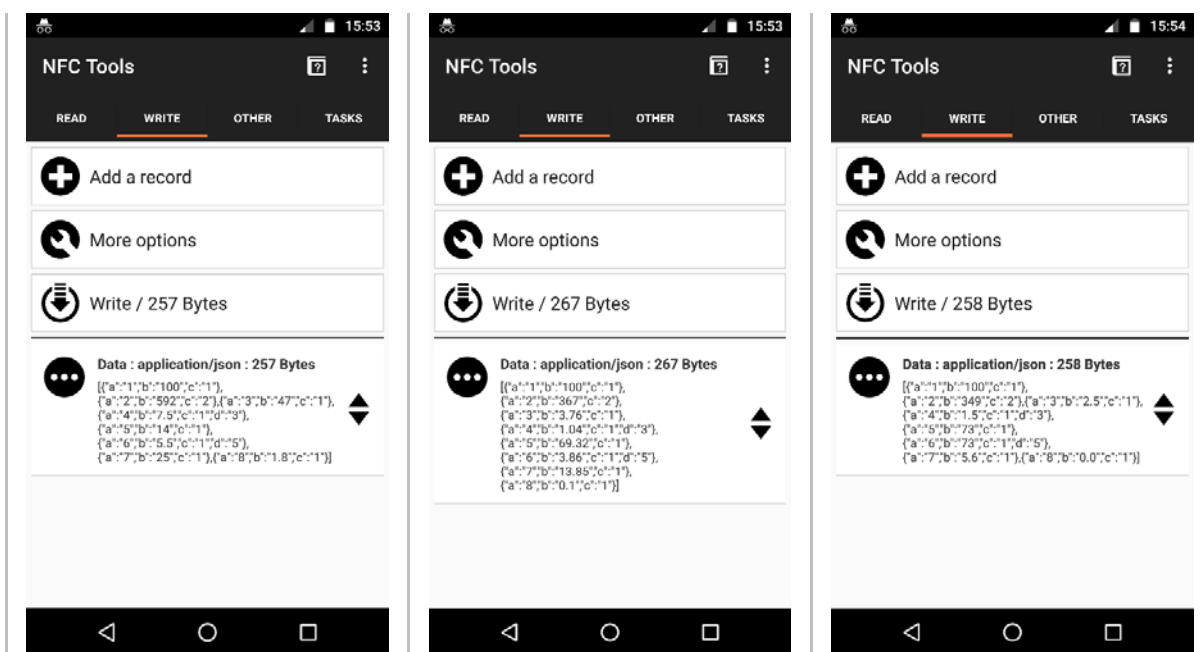 15:53
NFC Tools
READ WRITE OTHER TASKS
Add a record
More options
Write / 257 Bytes
Data : application/json : 257 Bytes
[{"a":"1","b":"100","c":"1"},
{"a":"2","b":"592","c":"2"},{"a":"3","b":"47","c":"1"},
{"a":"4","b":"7.5","c":"1","d":"3"},
{"a":"5","b":"14","c":"1"},
{"a":"6","b":"5.5","c":"1","d":"5"},
{"a":"7","b":"25","c":"1"},{"a":"8","b":"1.8","c":"1"}]
15:53
NFC Tools
READ WRITE OTHER TASKS
Add a record
More options
Write / 267 Bytes
Data : application/json : 267 Bytes
[{"a":"1","b":"100","c":"1"},
{"a":"2","b":"367","c":"2"},
{"a":"3","b":"3.76","c":"1"},
{"a":"4","b":"1.04","c":"1","d":"3"},
{"a":"5","b":"69.32","c":"1"},
{"a":"6","b":"3.86","c":"1","d":"5"},
{"a":"7","b":"13.85","c":"1"},
{"a":"8","b":"0.1","c":"1"}]
15:54
NFC Tools
READ WRITE OTHER TASKS
Add a record
More options
Write / 258 Bytes
Data : application/json : 258 Bytes
[{"a":"1","b":"100","c":"1"},
{"a":"2","b":"349","c":"2"},{"a":"3","b":"2.5","c":"1"},
{"a":"4","b":"1.5","c":"1","d":"3"},
{"a":"5","b":"73","c":"1"},
{"a":"6","b":"73","c":"1","d":"5"},
{"a":"7","b":"5.6","c":"1"},{"a":"8","b":"0.0","c":"1"}]